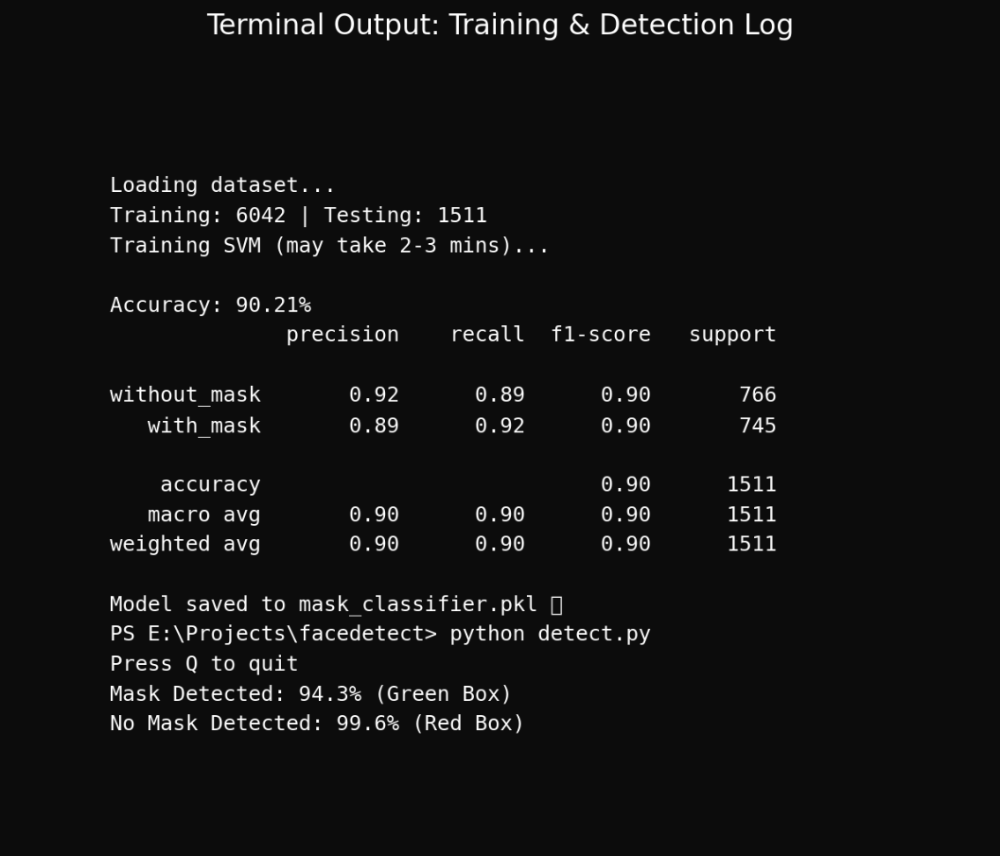 Terminal Output: Training & Detection Log
Loading dataset...
Training: 6042 | Testing: 1511
Training SVM (may take 2-3 mins)...
Accuracy: 90.21%
precision    recall  f1-score   support
without_mask       0.92      0.89      0.90       766
with_mask       0.89      0.92      0.90       745
accuracy                           0.90      1511
macro avg       0.90      0.90      0.90      1511
weighted avg       0.90      0.90      0.90      1511
Model saved to mask_classifier.pkl
PS E:\Projects\facedetect> python detect.py
Press Q to quit
Mask Detected: 94.3% (Green Box)
No Mask Detected: 99.6% (Red Box)